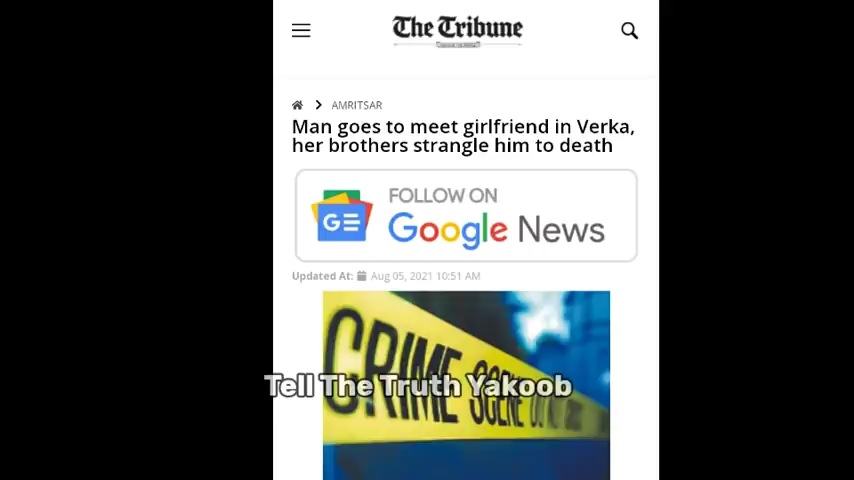 The Tribune
AMRITSAR
Man goes to meet girlfriend in Verka,
her brothers strangle him to death
FOLLOW ON
GE Google News
Updated At: Aug 05, 2021 10:51 AM
CRIME SCENE DO NOT
Tell The Truth Yakoob